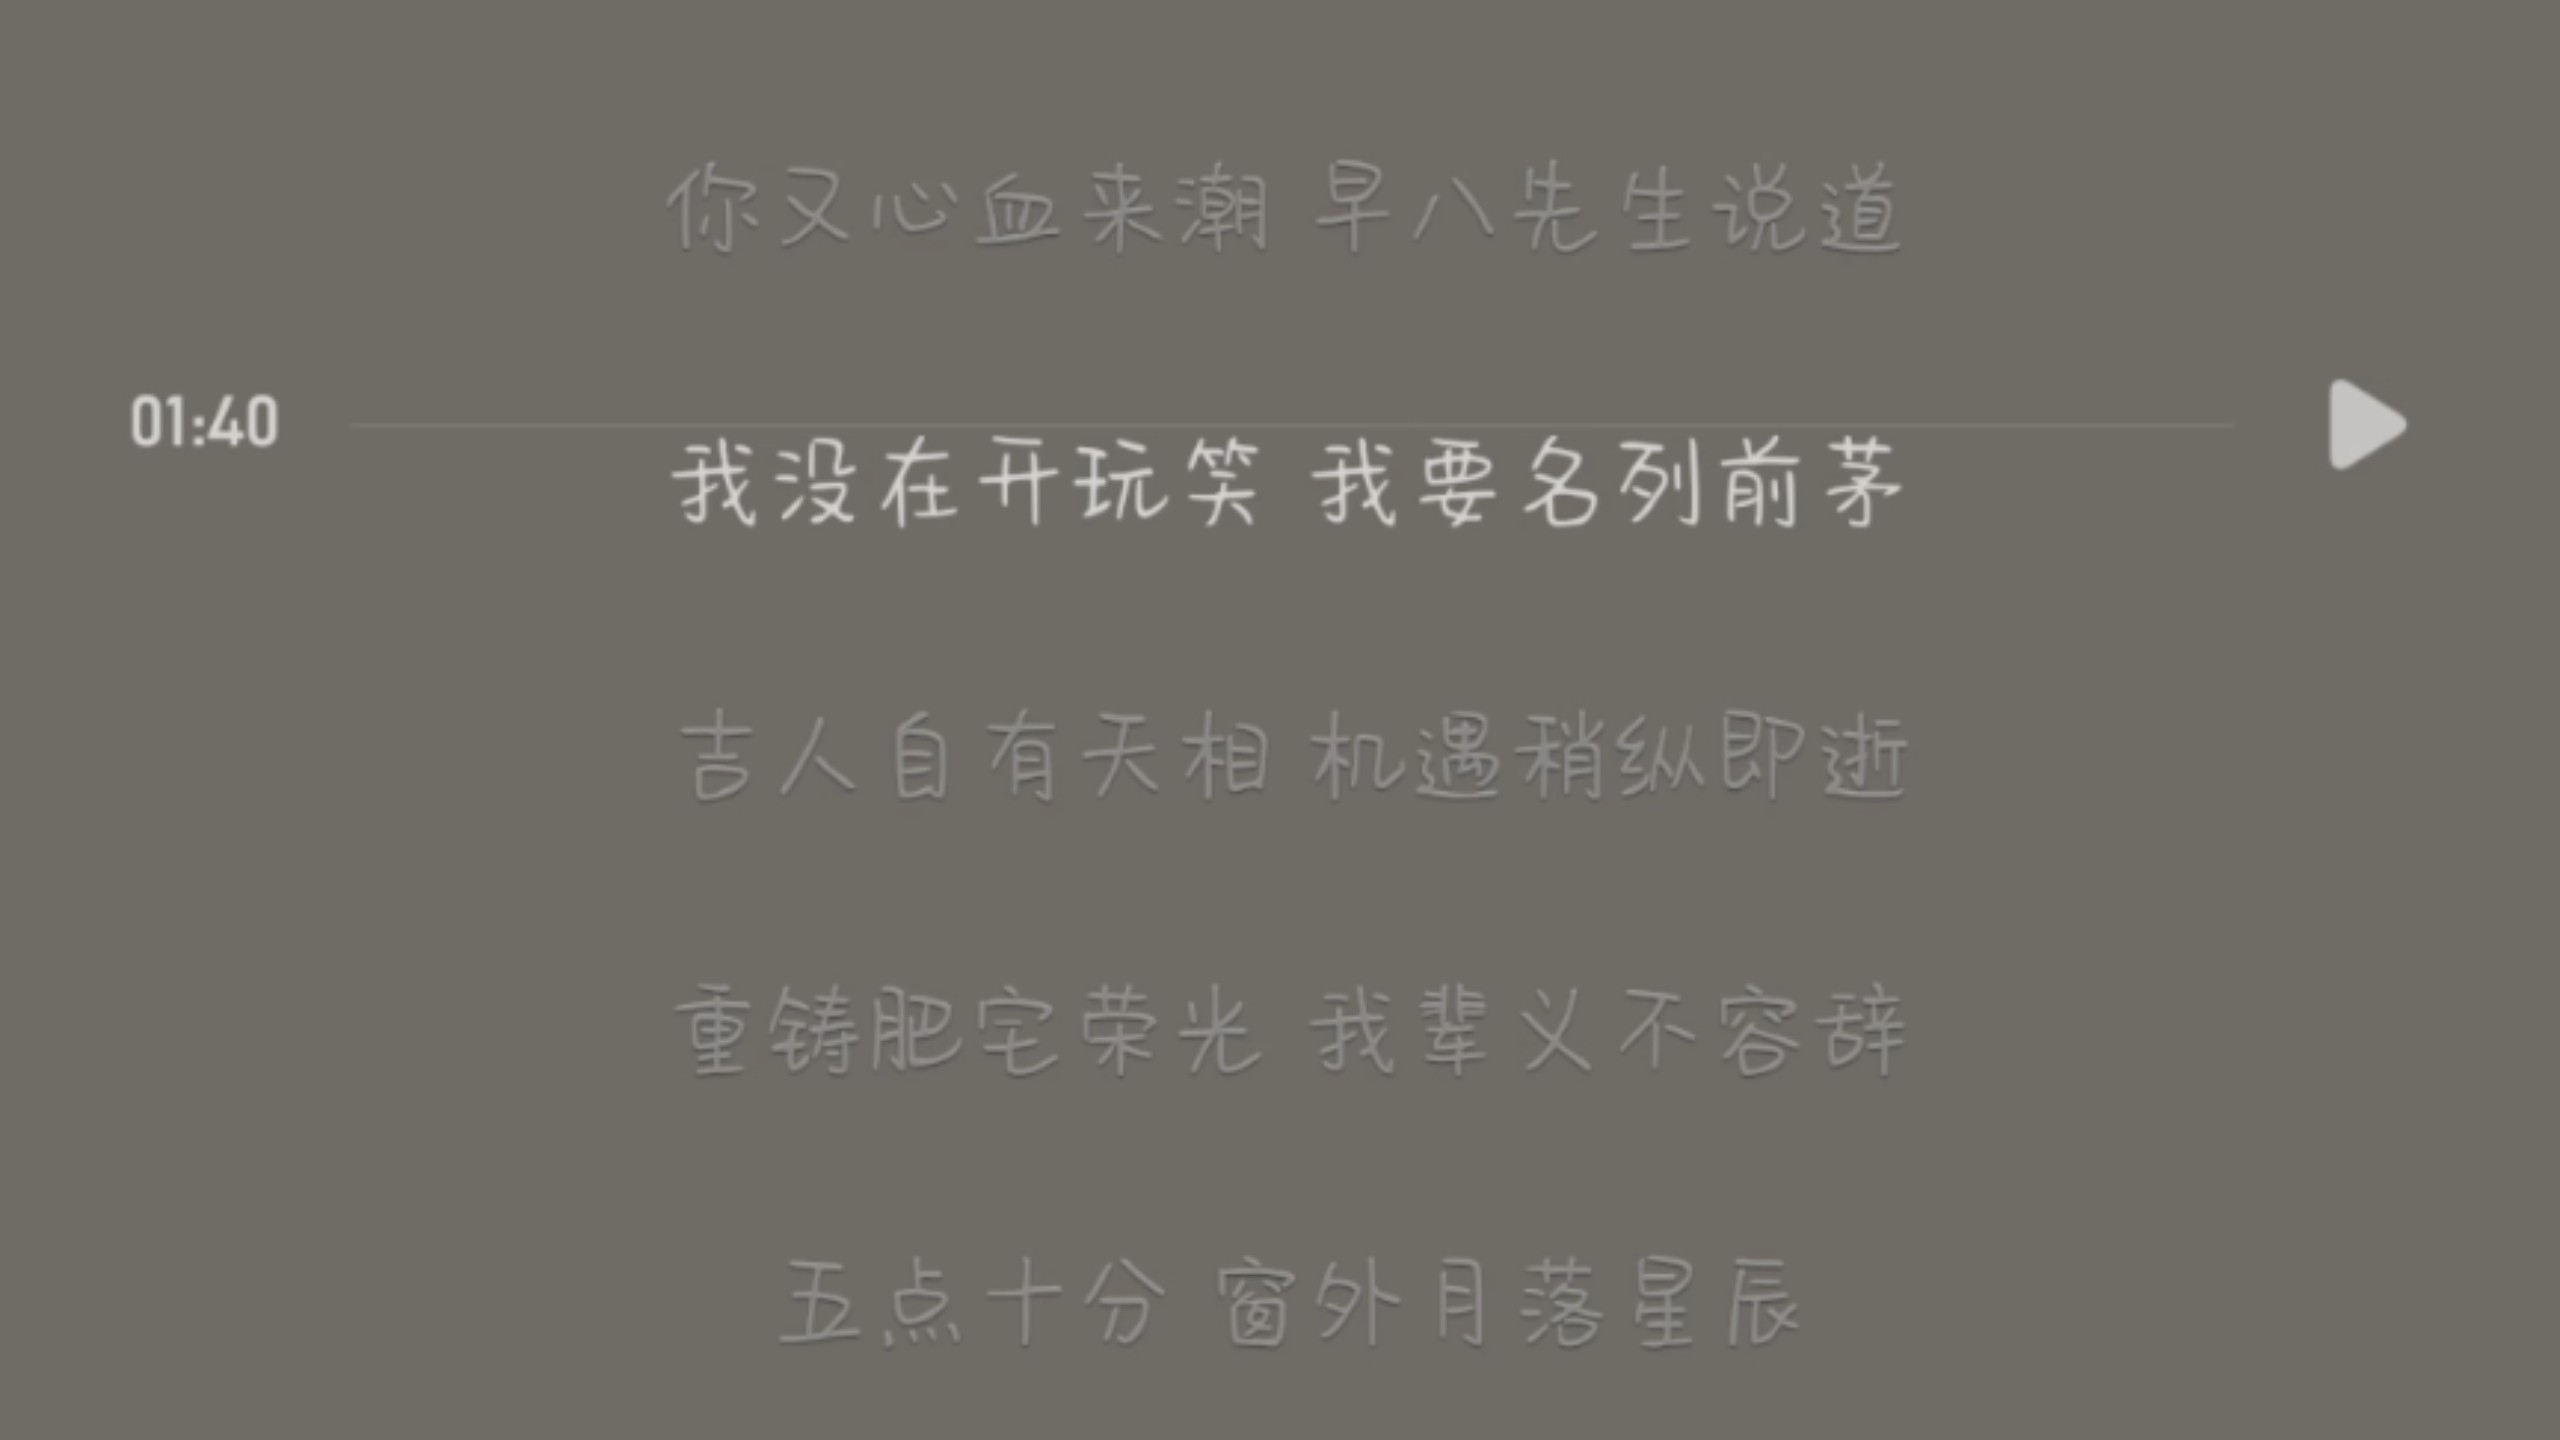 你又心血来潮 早八先生说道
01:40
我没在开玩笑 我要名列前茅
吉人自有天相 机遇稍纵即逝
重铸肥宅荣光 我辈义不容辞
五点十分 窗外月落星辰